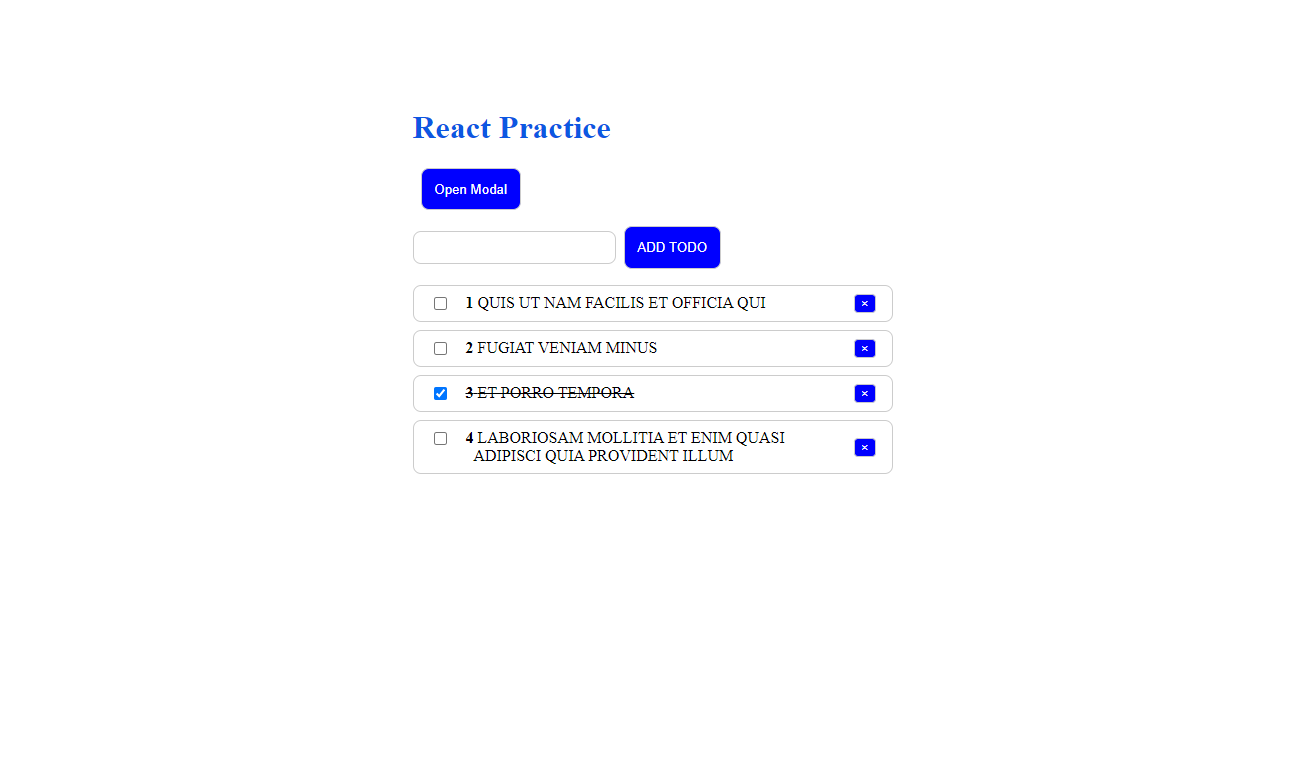 React Practice
Open Modal
ADD TODO
1 QUIS UT NAM FACILIS ET OFFICIA QUI ×
2 FUGIAT VENIAM MINUS ×
3 ET PORRO TEMPORA ×
4 LABORIOSAM MOLLITIA ET ENIM QUASI
ADIPISCI QUIA PROVIDENT ILLUM ×